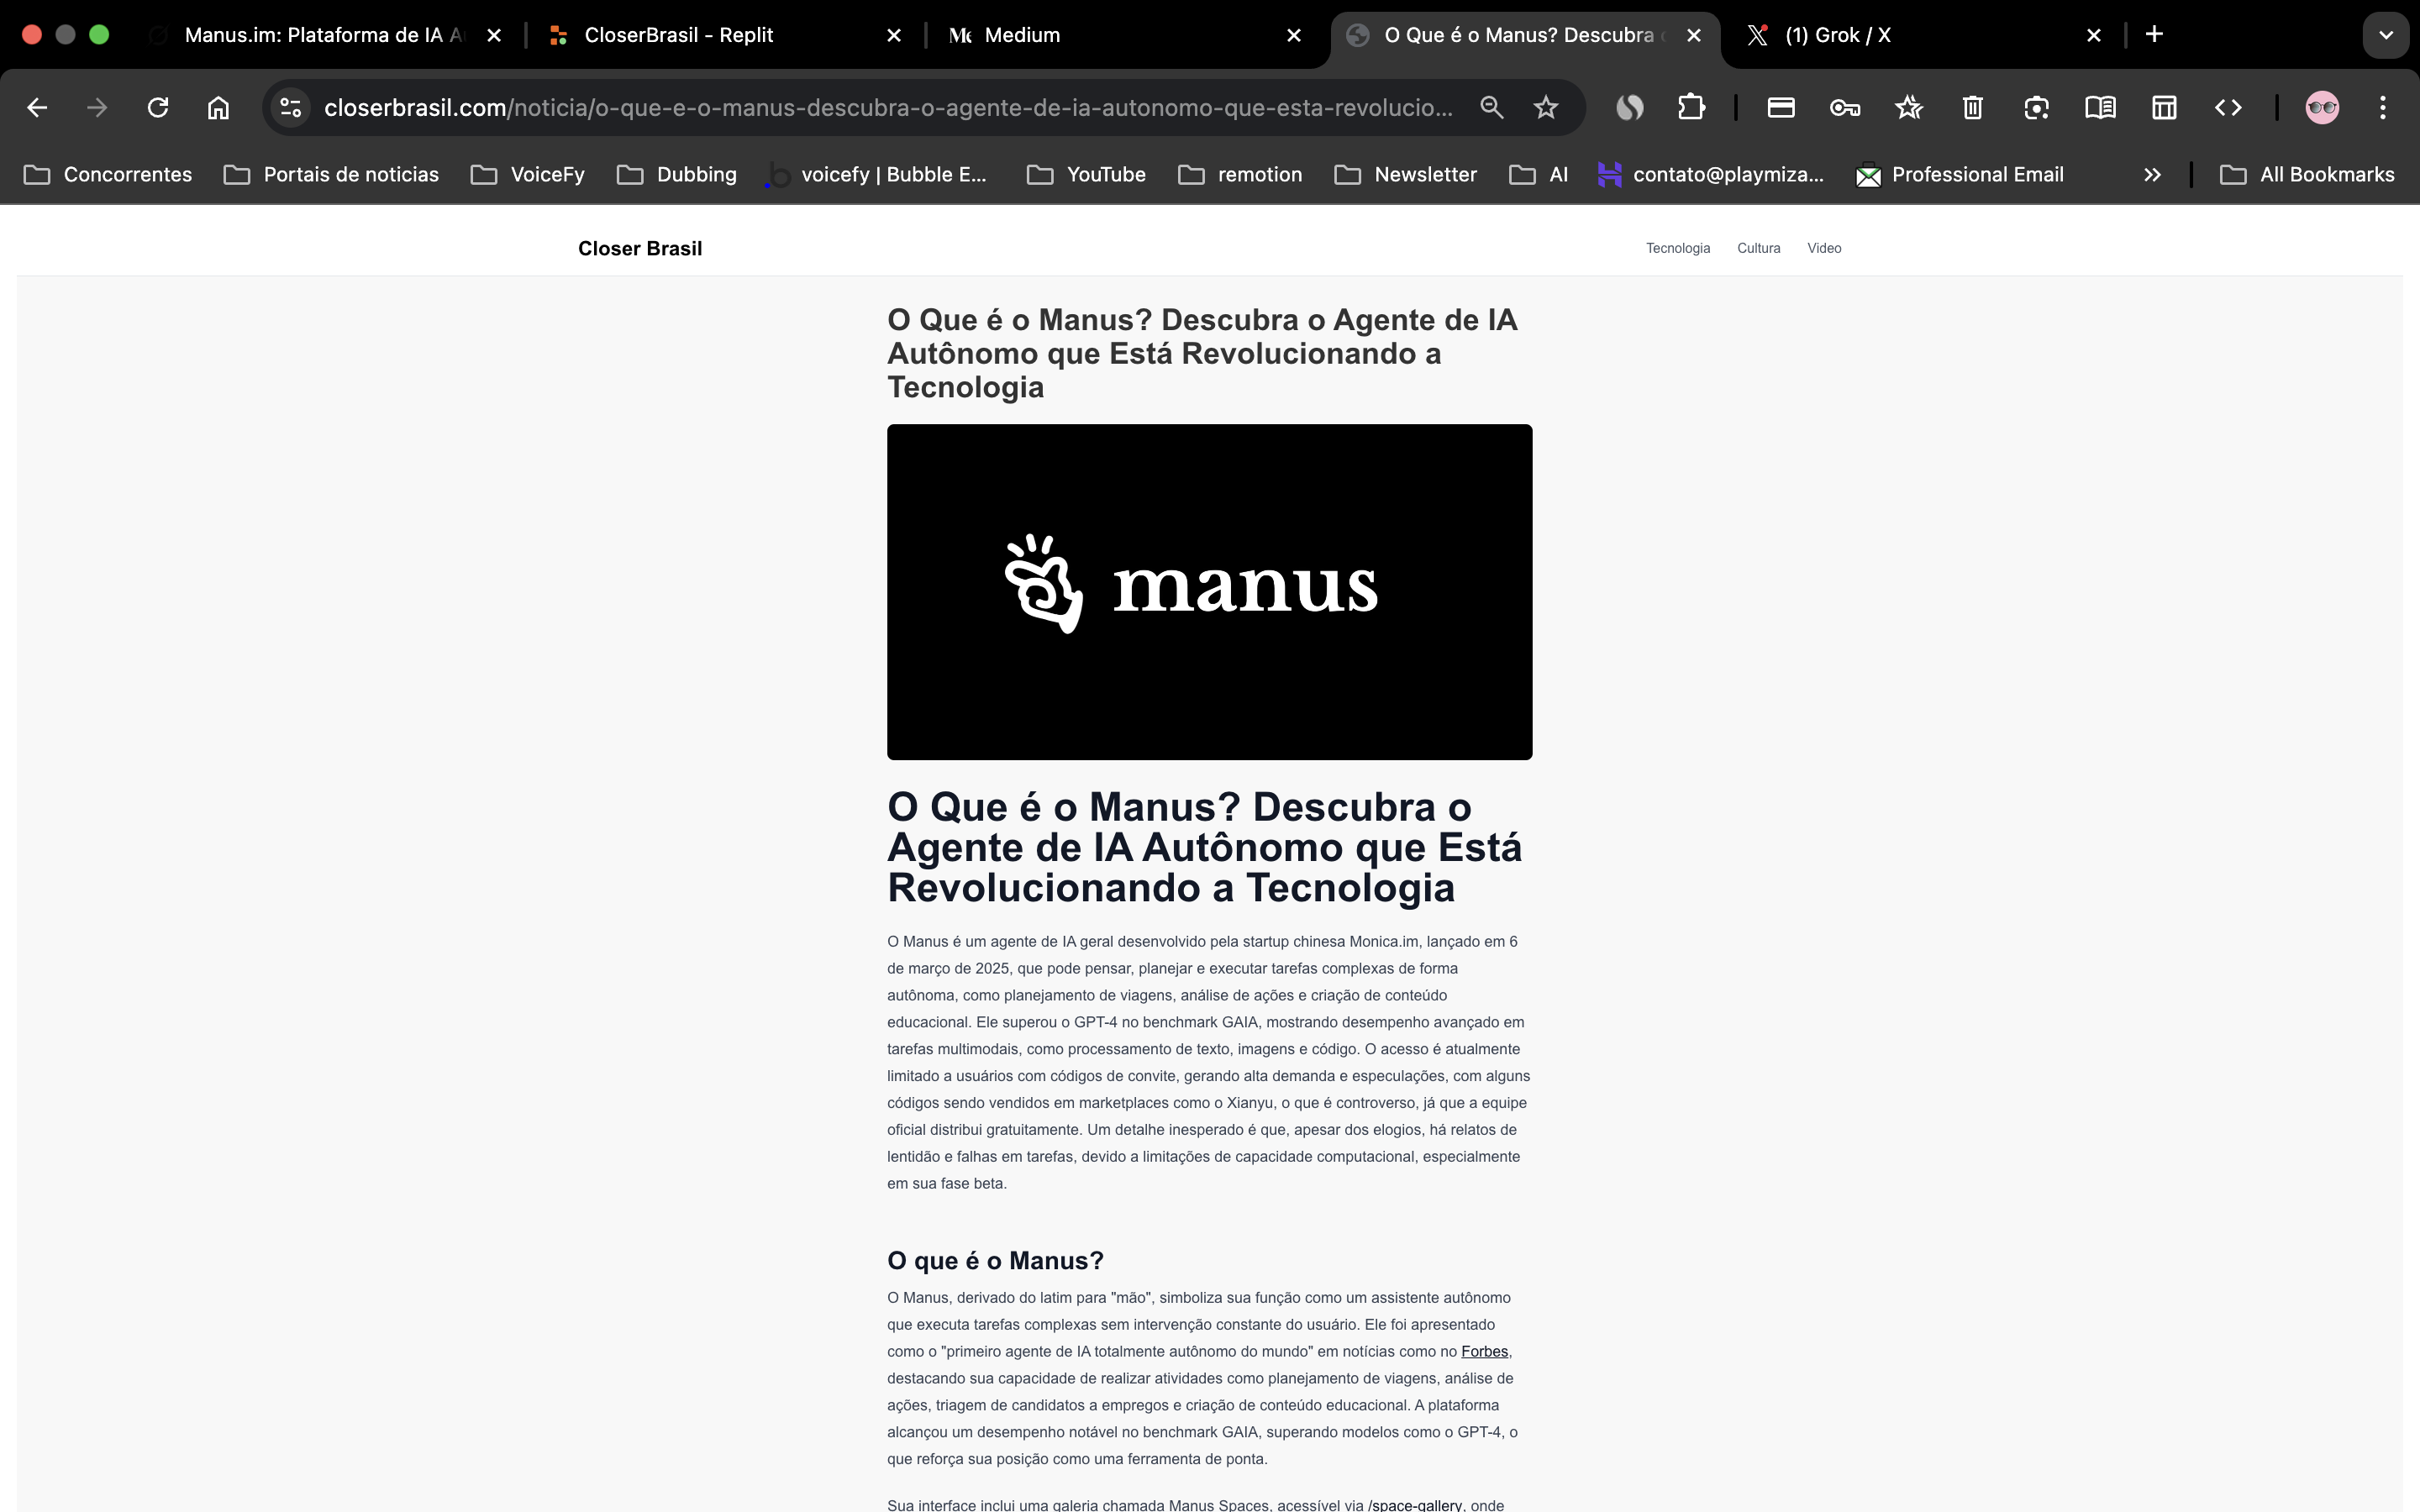 Manus.im: Plataforma de IA
CloserBrasil - Replit
Medium
O Que é o Manus? Descubra
(1) Grok / X
closerbrasil.com/noticia/o-que-e-o-manus-descubra-o-agente-de-ia-autonomo-que-esta-revolucio...
Concorrentes
Portais de noticias
VoiceFy
Dubbing
voicefy | Bubble E...
YouTube
remotion
Newsletter
AI
contato@playmiza...
Professional Email
All Bookmarks
Closer Brasil
Tecnologia
Cultura
Video
O Que é o Manus? Descubra o Agente de IA
Autônomo que Está Revolucionando a
Tecnologia
manus
O Que é o Manus? Descubra o
Agente de IA Autônomo que Está
Revolucionando a Tecnologia
O Manus é um agente de IA geral desenvolvido pela startup chinesa Monica.im, lançado em 6
de março de 2025, que pode pensar, planejar e executar tarefas complexas de forma
autônoma, como planejamento de viagens, análise de ações e criação de conteúdo
educacional. Ele superou o GPT-4 no benchmark GAIA, mostrando desempenho avançado em
tarefas multimodais, como processamento de texto, imagens e código. O acesso é atualmente
limitado a usuários com códigos de convite, gerando alta demanda e especulações, com alguns
códigos sendo vendidos em marketplaces como o Xianyu, o que é controverso, já que a equipe
oficial distribui gratuitamente. Um detalhe inesperado é que, apesar dos elogios, há relatos de
lentidão e falhas em tarefas, devido a limitações de capacidade computacional, especialmente
em sua fase beta.
O que é o Manus?
O Manus, derivado do latim para "mão", simboliza sua função como um assistente autônomo
que executa tarefas complexas sem intervenção constante do usuário. Ele foi apresentado
como o "primeiro agente de IA totalmente autônomo do mundo" em notícias como no Forbes,
destacando sua capacidade de realizar atividades como planejamento de viagens, análise de
ações, triagem de candidatos a empregos e criação de conteúdo educacional. A plataforma
alcançou um desempenho notável no benchmark GAIA, superando modelos como o GPT-4, o
que reforça sua posição como uma ferramenta de ponta.
Sua interface inclui uma galeria chamada Manus Spaces, acessível via /space-gallery, onde